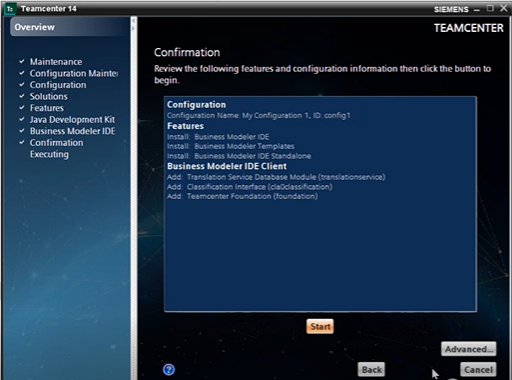 Teamcenter 14
SIEMENS
Overview
TEAMCENTER
Maintenance
Configuration Mainter
Configuration
Solutions
Features
Java Development Kit
Business Modeler IDE
Confirmation
Executing
Confirmation
Review the following features and configuration information then click the button to
begin.
Configuration
Configuration Name: My Configuration 1, ID: config1
Features
Install: Business Modeler IDE
Install: Business Modeler Templates
Install: Business Modeler IDE Standalone
Business Modeler IDE Client
Add: Translation Service Database Module (translationservice)
Add: Classification Interface (cla0classification)
Add: Teamcenter Foundation (foundation)
Start
Advanced...
?
Back
Cancel